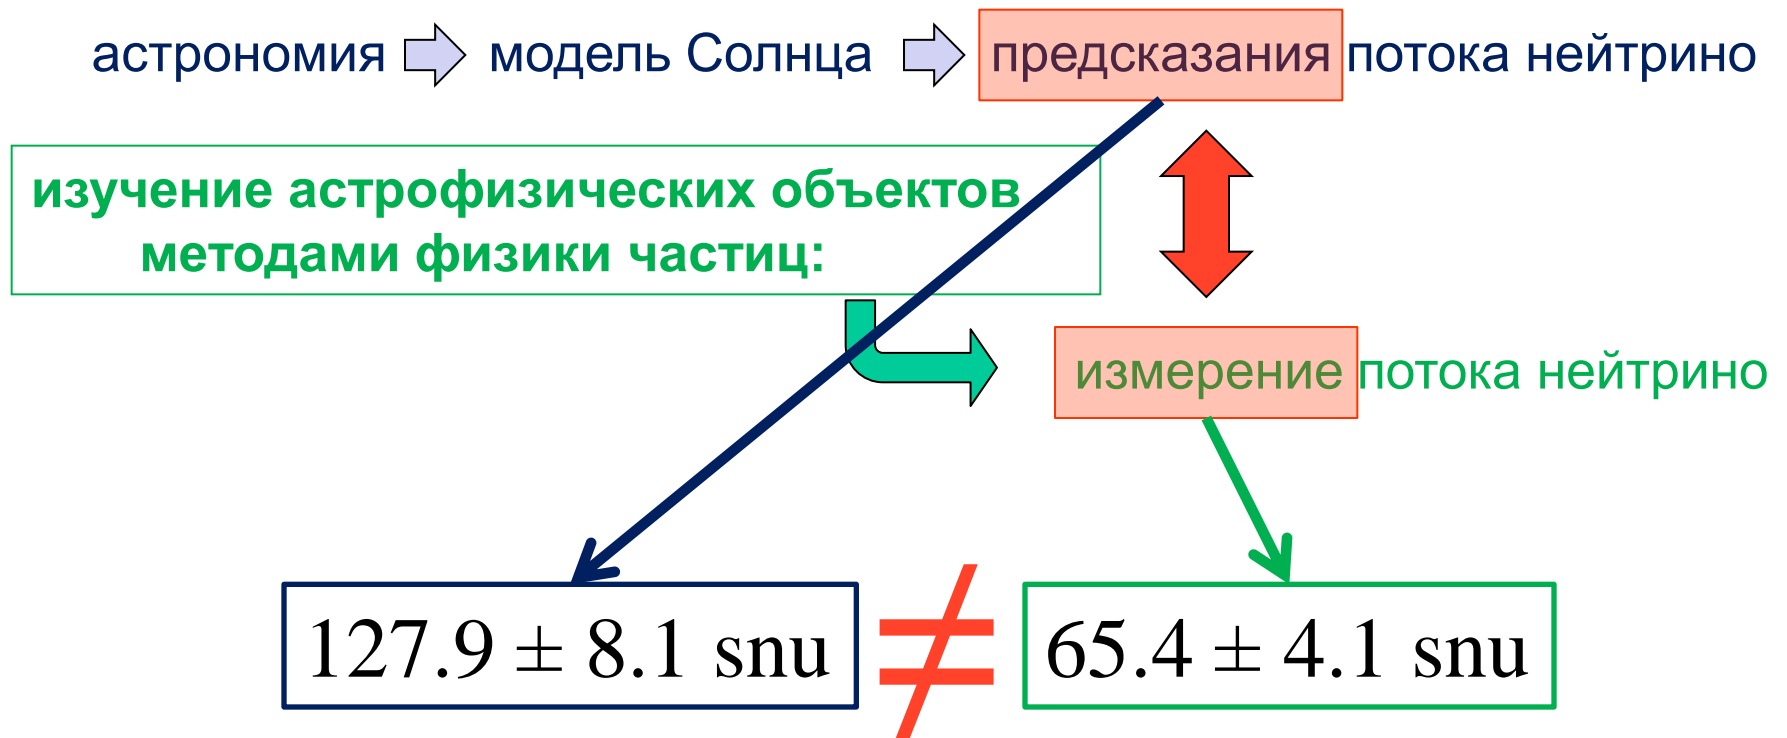 астрономия модель Солнца предсказания потока нейтрино
изучение астрофизических объектов
методами физики частиц:
измерение потока нейтрино
127.9 ± 8.1 snu ≠ 65.4 ± 4.1 snu